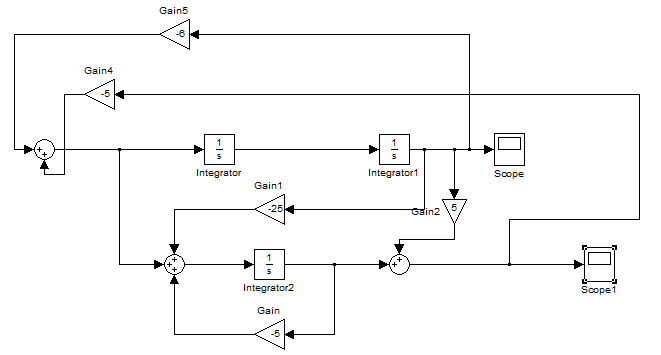 Gain5
-6
Gain4
-5
1
s
Integrator
1
s
Integrator1
Scope
Gain1
-25
Gain2
5
1
s
Integrator2
Scope1
Gain
-5